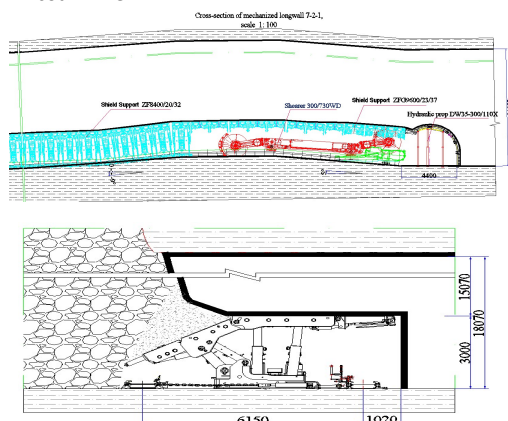 Cross-section of mechanized longwall 7-2-1,
scale 1: 100
Shield Support ZF8400/20/32
Shearer 300/730WD
Shield Support ZFG9600/23/37
Hydraulic prop DW35-300/110X
4400
15070
18070
3000
6150
1020